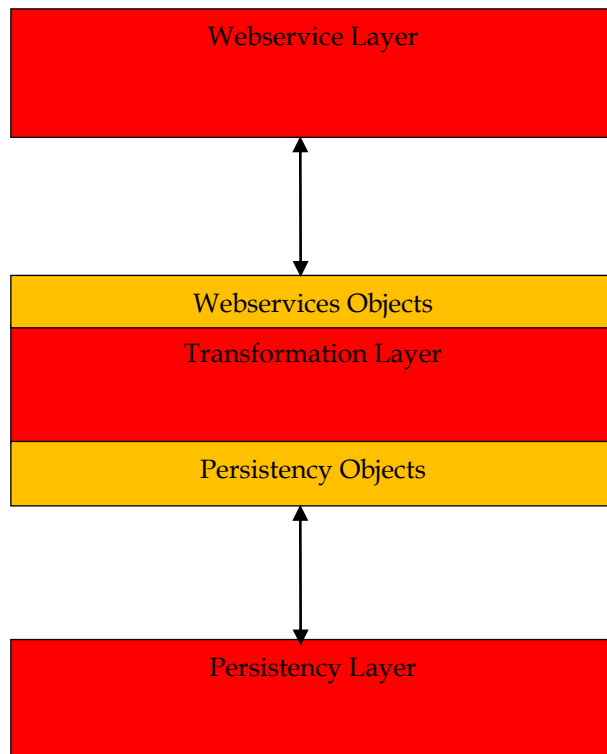 Webservice Layer
Webservices Objects
Transformation Layer
Persistency Objects
Persistency Layer